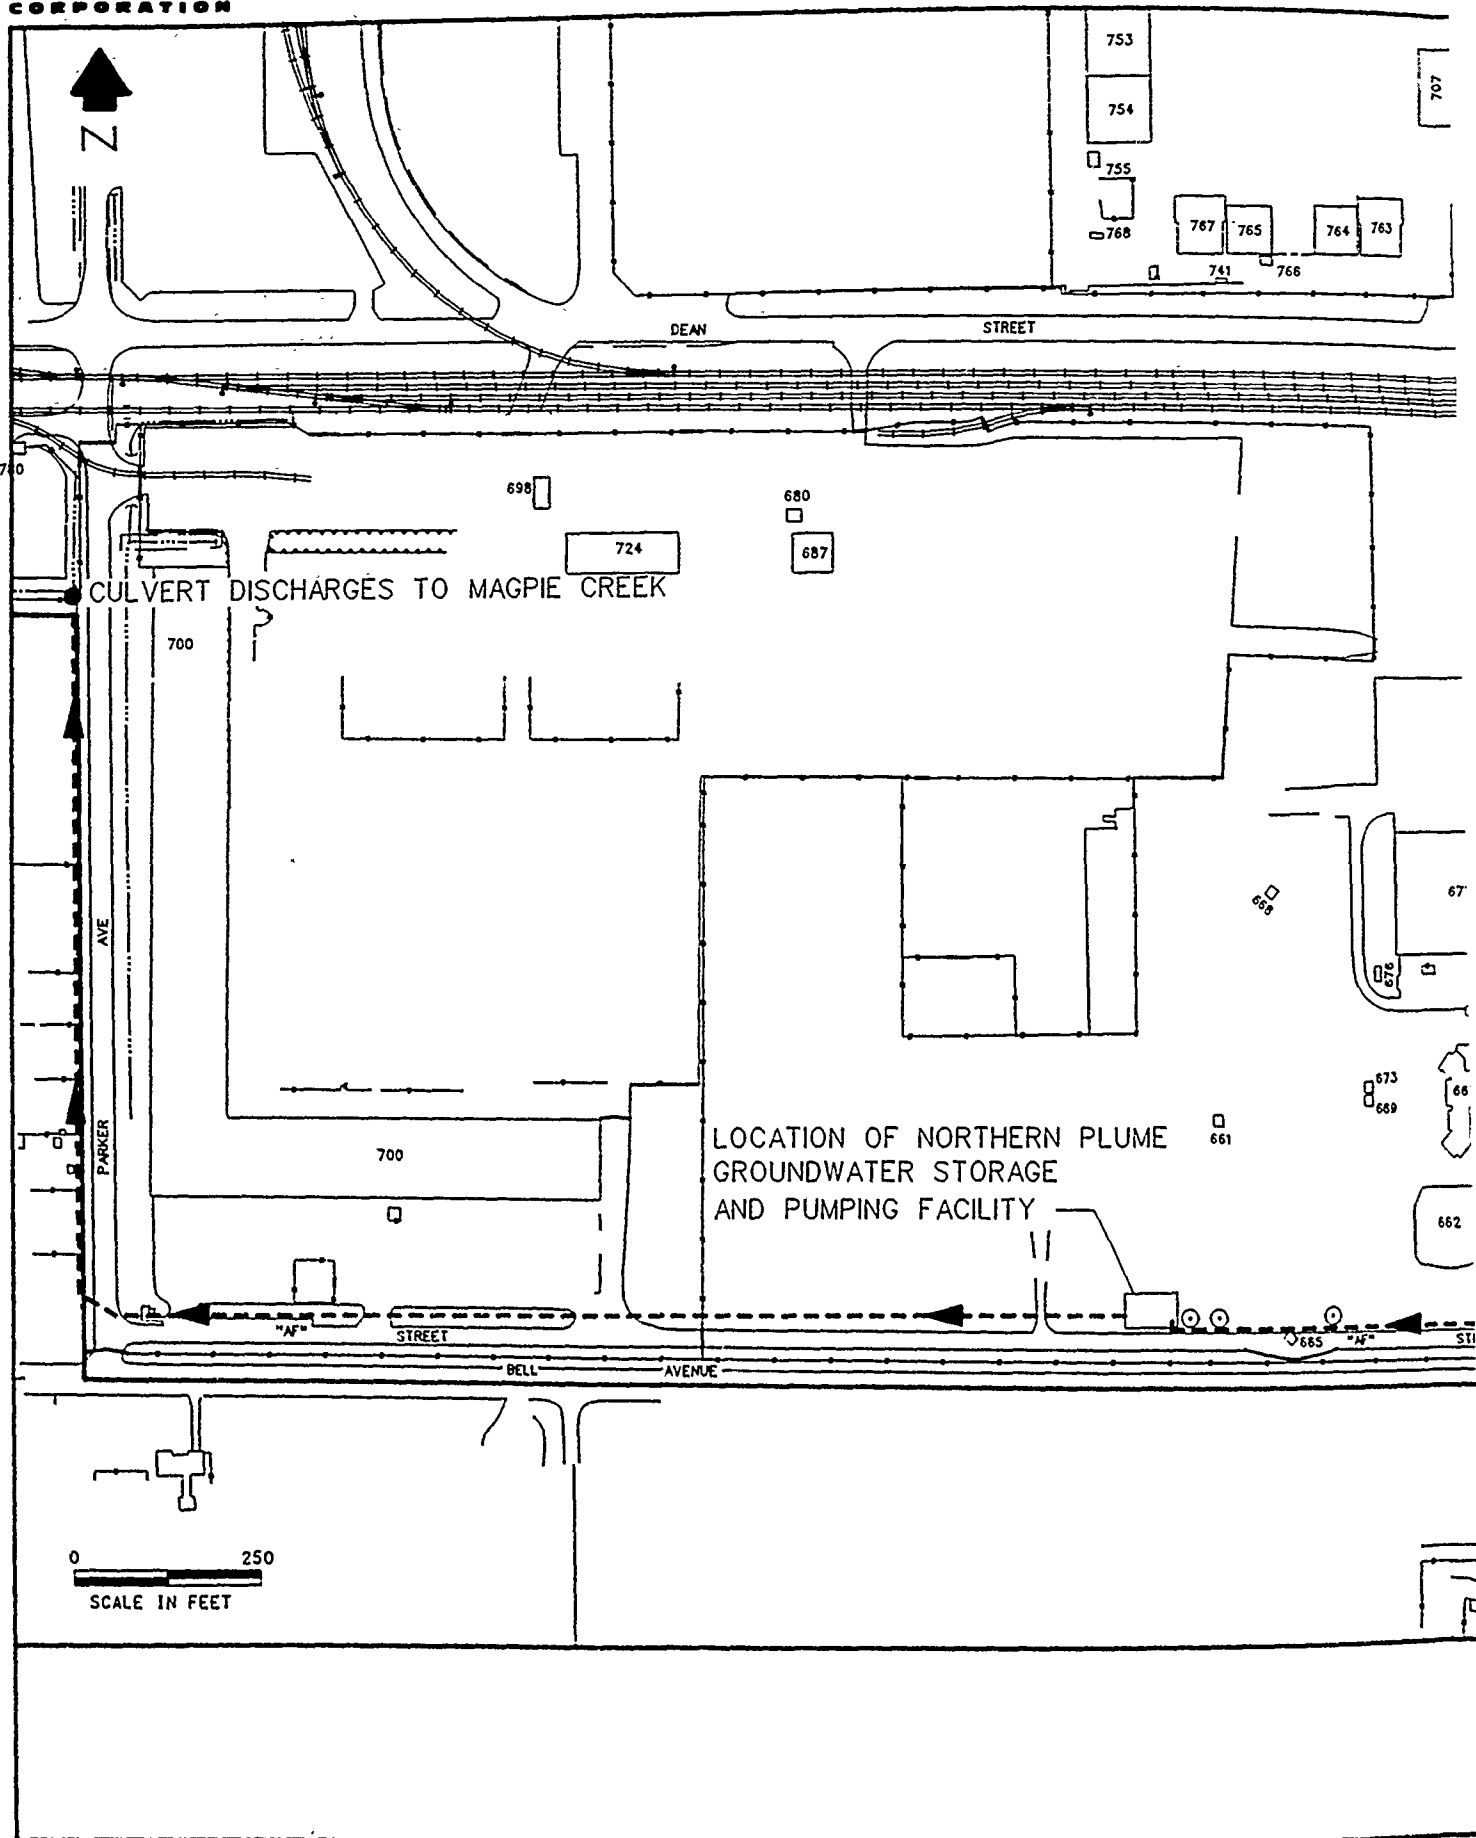 CORPORATION
N
753
754
707
755
768
767
765
764
763
741
766
DEAN STREET
698
680
724
687
CULVERT DISCHARGES TO MAGPIE CREEK
700
668
676
AVE
PARKER
673
669
661
LOCATION OF NORTHERN PLUME
GROUNDWATER STORAGE
AND PUMPING FACILITY
700
662
"AF" STREET
665
"AF"
BELL AVENUE
0 250
SCALE IN FEET